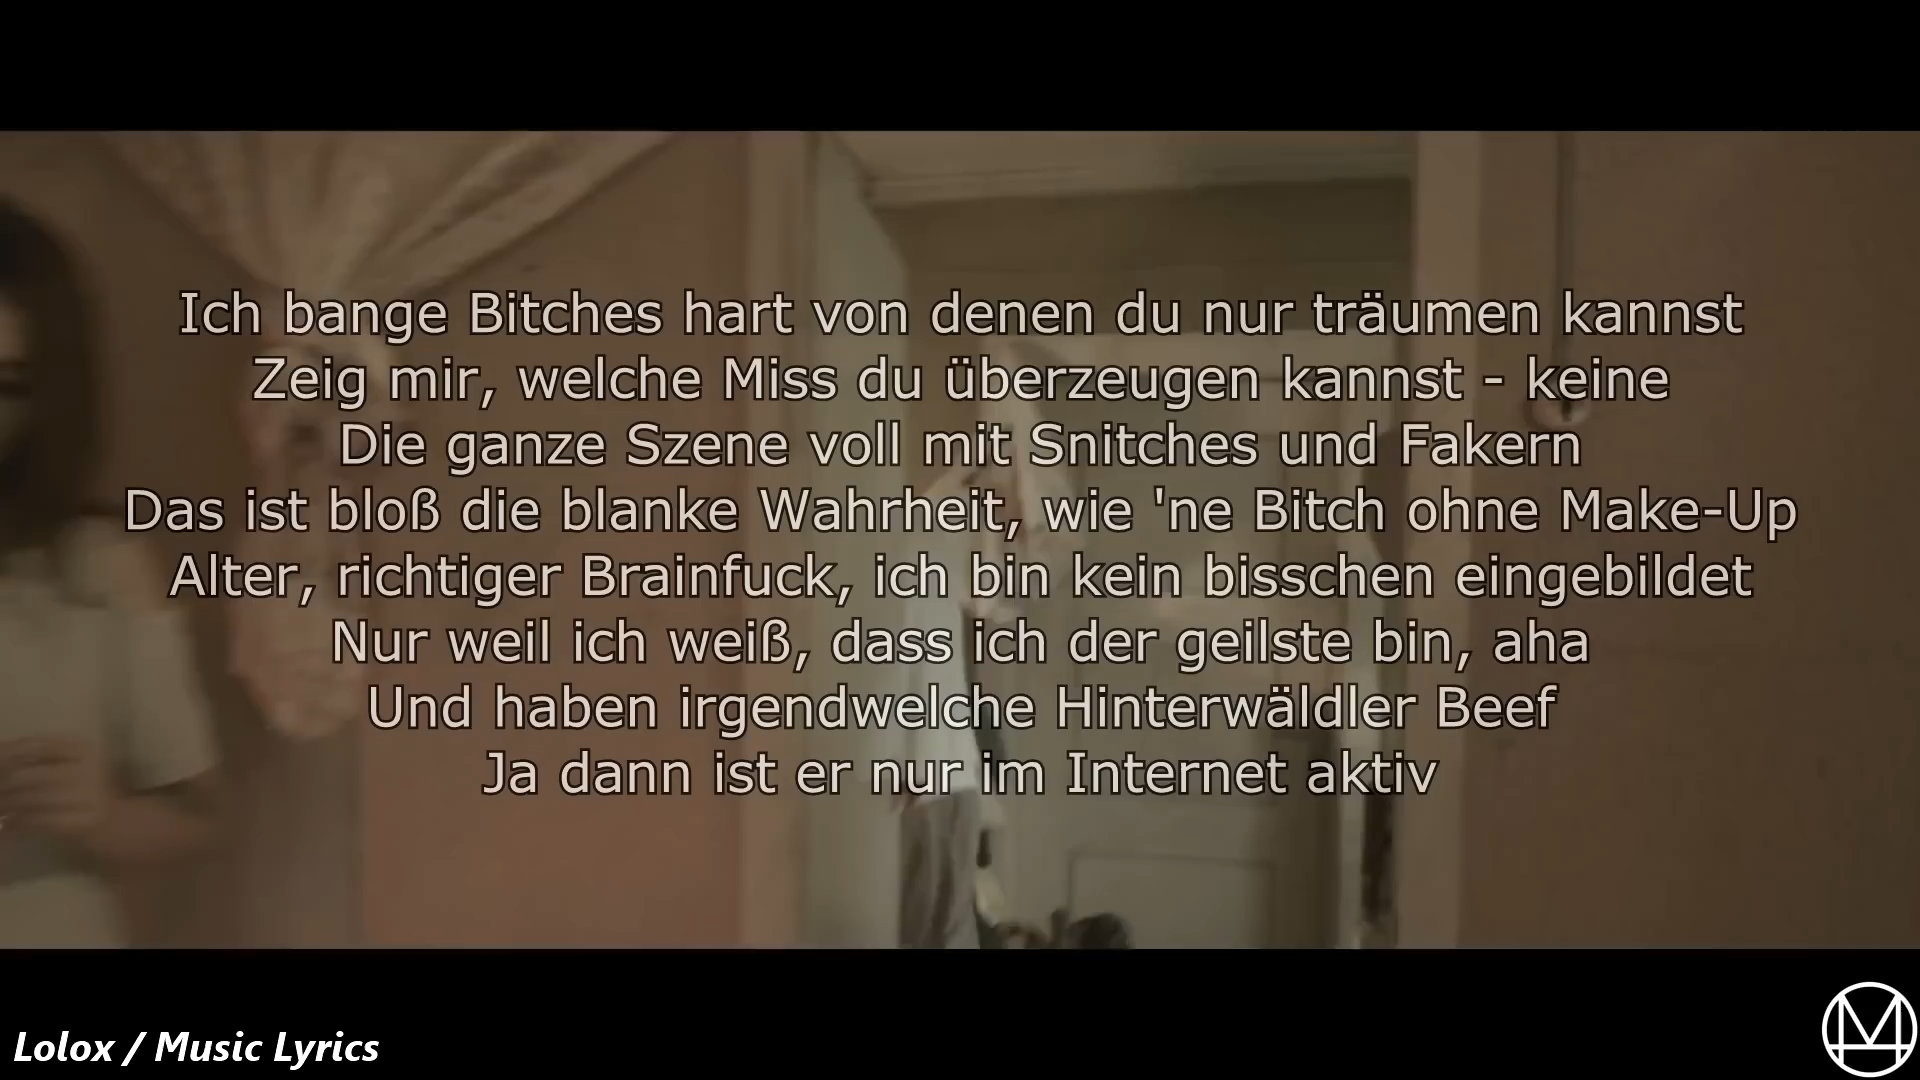 Ich bange Bitches hart von denen du nur träumen kannst
Zeig mir, welche Miss du überzeugen kannst - keine
Die ganze Szene voll mit Snitches und Fakern
Das ist bloß die blanke Wahrheit, wie 'ne Bitch ohne Make-Up
Alter, richtiger Brainfuck, ich bin kein bisschen eingebildet
Nur weil ich weiß, dass ich der geilste bin, aha
Und haben irgendwelche Hinterwäldler Beef
Ja dann ist er nur im Internet aktiv
Lolox / Music Lyrics